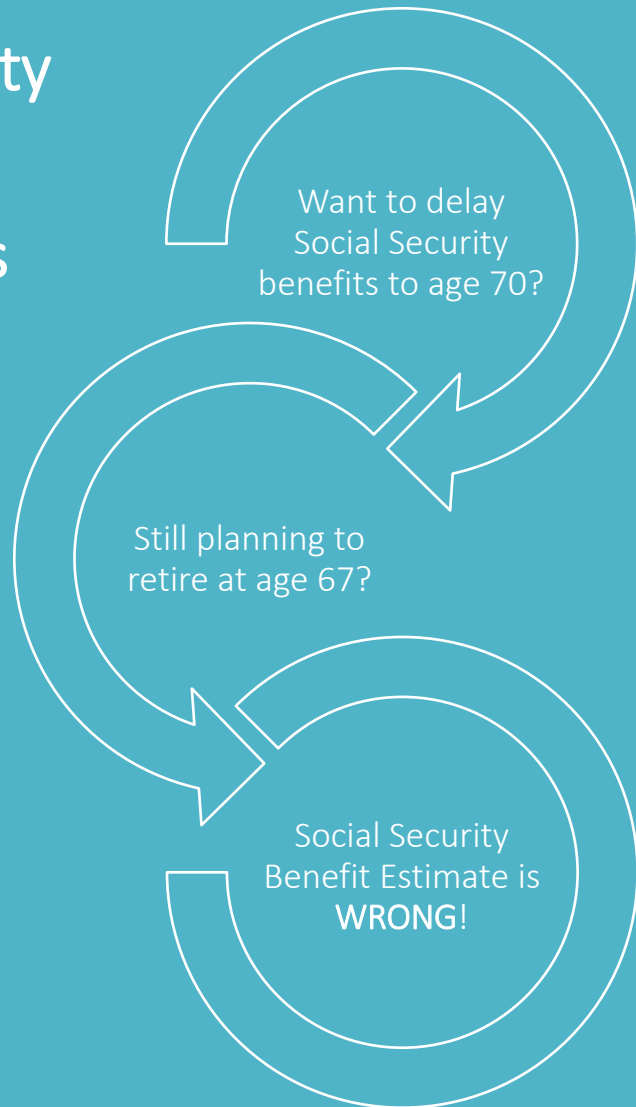 Want to delay
Social Security
benefits to age 70?
Still planning to
retire at age 67?
Social Security
Benefit Estimate is
WRONG!